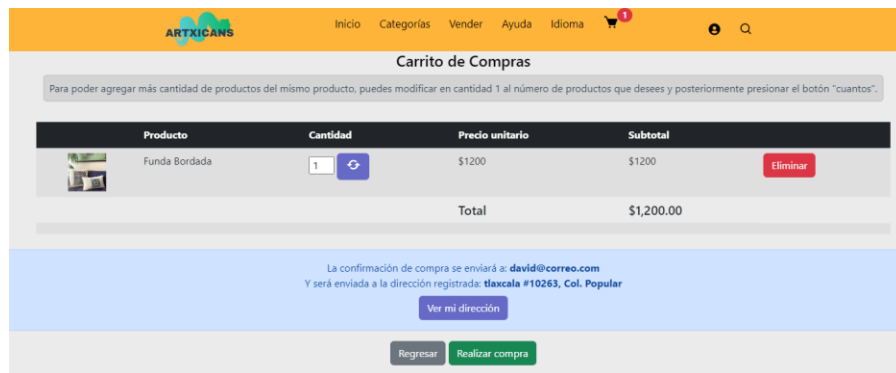 ARTXICANS Inicio Categorías Vender Ayuda Idioma 1
Carrito de Compras
Para poder agregar más cantidad de productos del mismo producto, puedes modificar en cantidad 1 al número de productos que desees y posteriormente presionar el botón "cuantos".
Producto Cantidad Precio unitario Subtotal
Funda Bordada 1 $1200 $1200 Eliminar
Total $1,200.00
La confirmación de compra se enviará a: david@correo.com
Y será enviada a la dirección registrada: tlaxcala #10263, Col. Popular
Ver mi dirección
Regresar Realizar compra